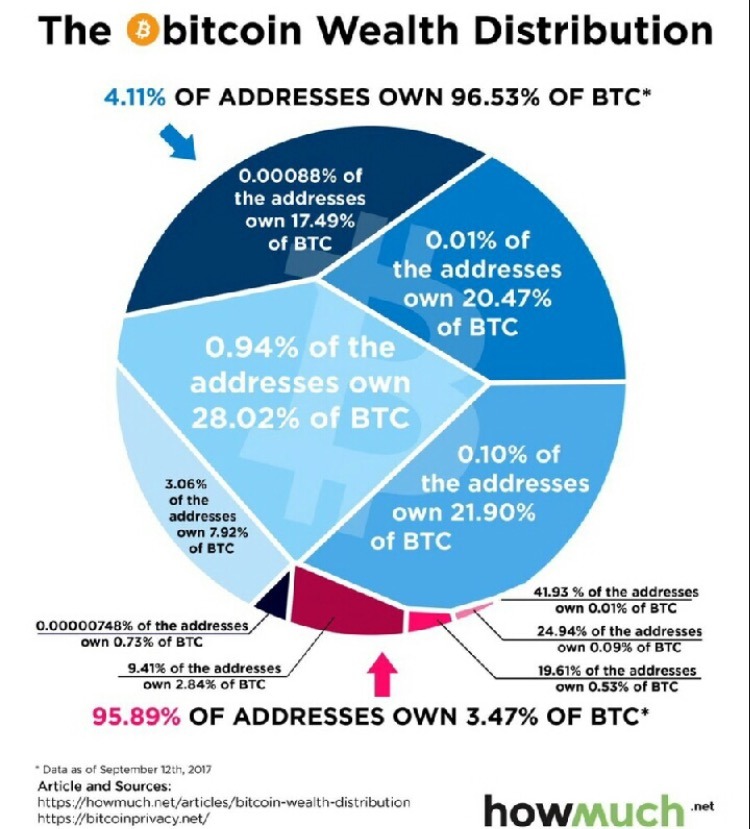 The bitcoin Wealth Distribution
4.11% OF ADDRESSES OWN 96.53% OF BTC*
0.00088% of
the addresses
own 17.49%
of BTC
0.01% of
the addresses
own 20.47%
of BTC
0.94% of the
addresses own
28.02% of BTC
0.10% of
the addresses
own 21.90%
of BTC
3.06%
of the
addresses
own 7.92%
of BTC
41.93 % of the addresses
own 0.01% of BTC
0.00000748% of the addresses
own 0.73% of BTC
24.94% of the addresses
own 0.09% of BTC
9.41% of the addresses
own 2.84% of BTC
19.61% of the addresses
own 0.53% of BTC
95.89% OF ADDRESSES OWN 3.47% OF BTC*
* Data as of September 12th, 2017
Article and Sources:
https://howmuch.net/articles/bitcoin-wealth-distribution
https://bitcoinprivacy.net/
howmuch.net